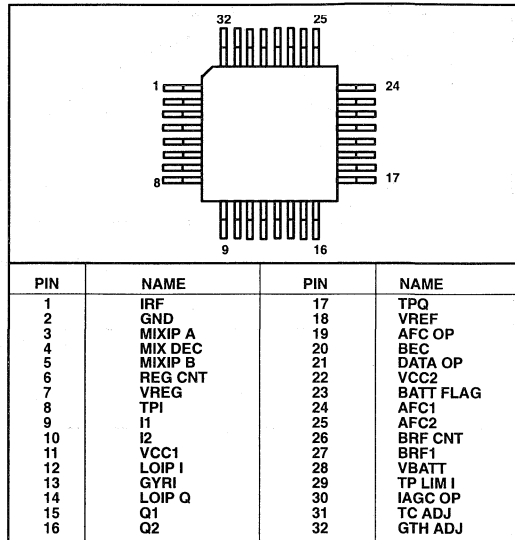 32 25
1 24
8 17
9 16
PIN NAME PIN NAME
1 IRF 17 TPQ
2 GND 18 VREF
3 MIXIP A 19 AFC OP
4 MIX DEC 20 BEC
5 MIXIP B 21 DATA OP
6 REG CNT 22 VCC2
7 VREG 23 BATT FLAG
8 TPI 24 AFC1
9 I1 25 AFC2
10 I2 26 BRF CNT
11 VCC1 27 BRF1
12 LOIP I 28 VBATT
13 GYRI 29 TP LIM I
14 LOIP Q 30 IAGC OP
15 Q1 31 TC ADJ
16 Q2 32 GTH ADJ